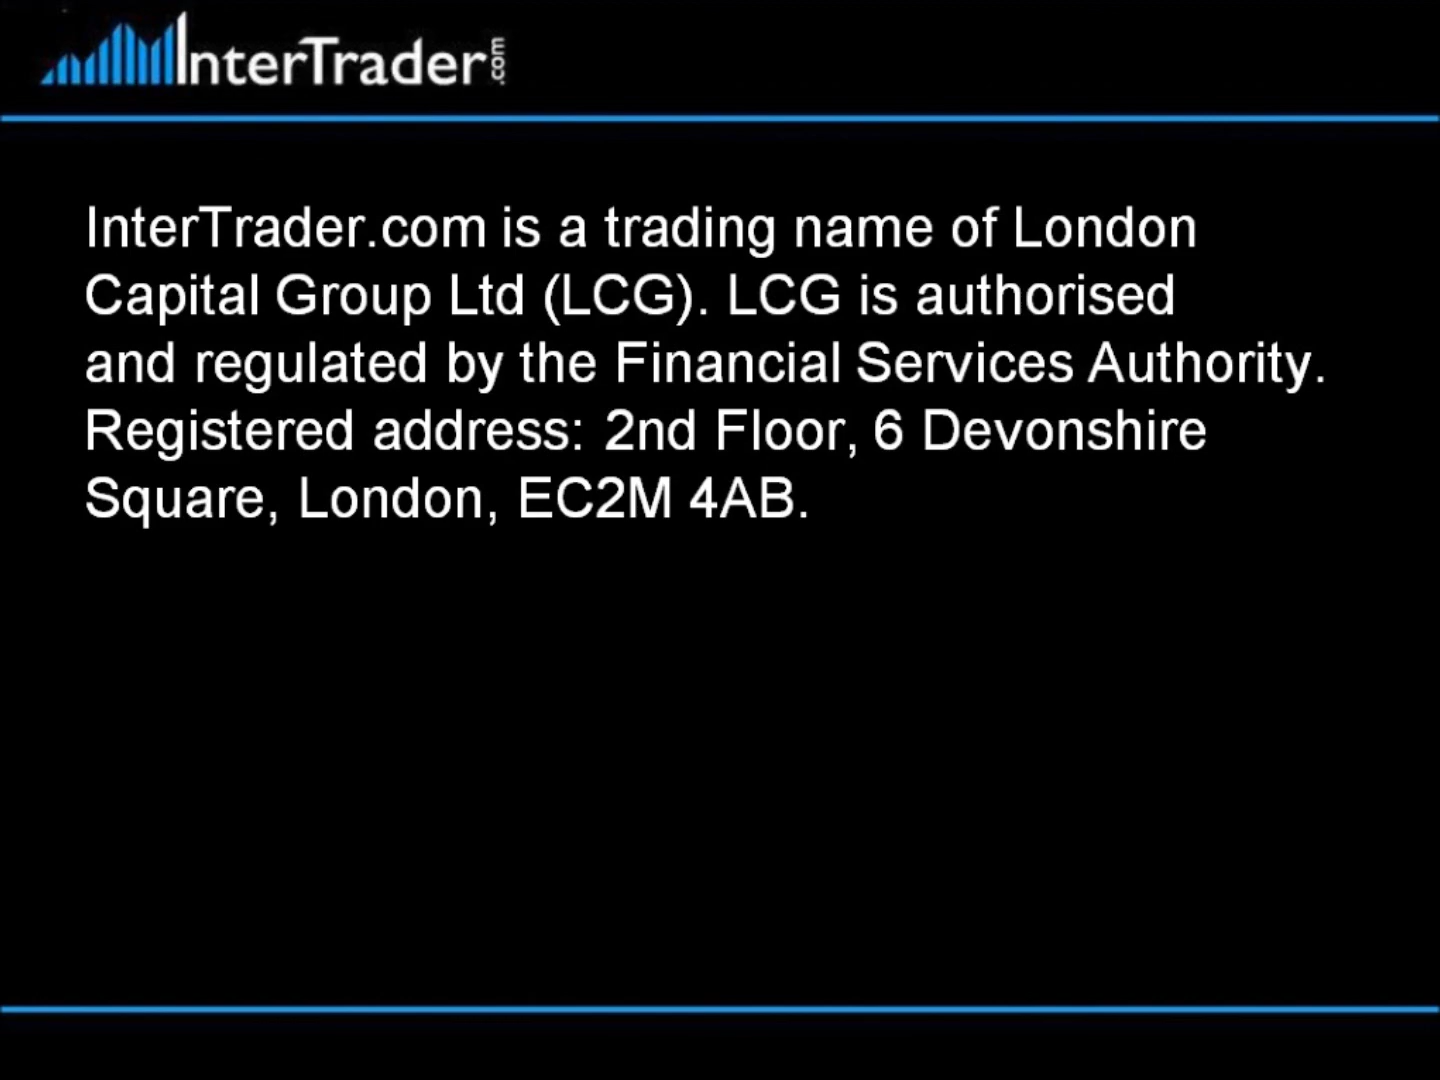 InterTrader.com
InterTrader.com is a trading name of London
Capital Group Ltd (LCG). LCG is authorised
and regulated by the Financial Services Authority.
Registered address: 2nd Floor, 6 Devonshire
Square, London, EC2M 4AB.